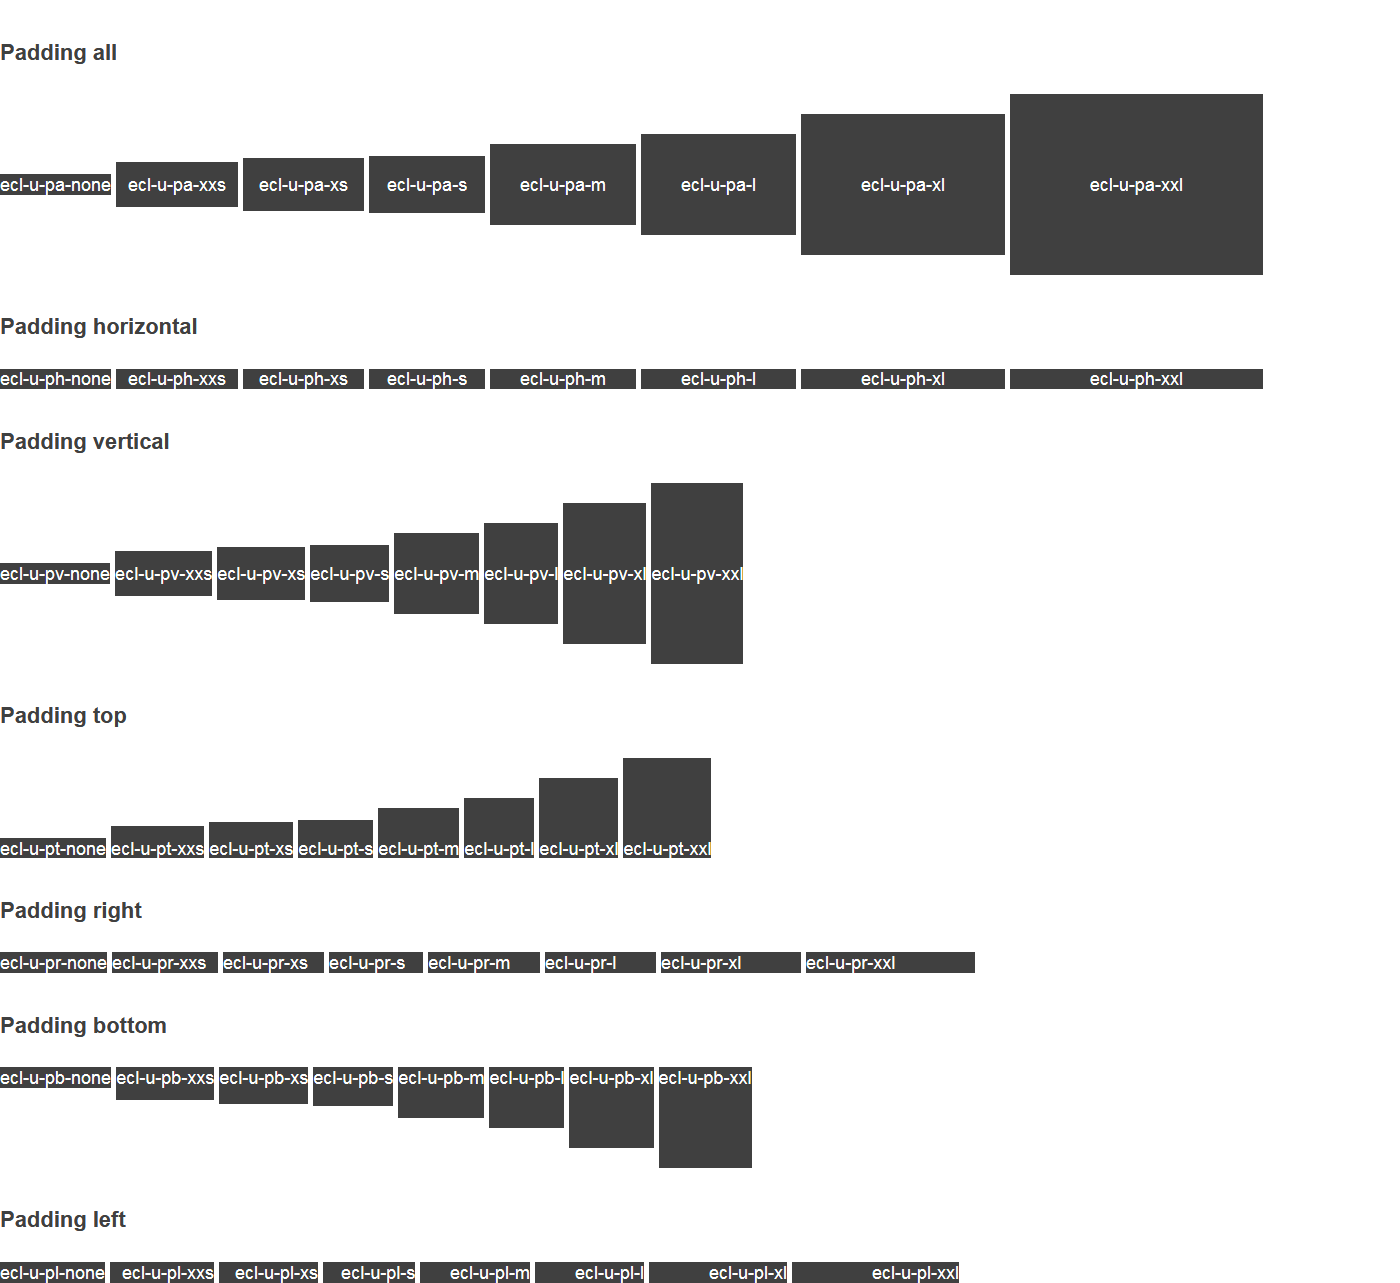 Padding all
ecl-u-pa-none ecl-u-pa-xxs ecl-u-pa-xs ecl-u-pa-s ecl-u-pa-m ecl-u-pa-l ecl-u-pa-xl ecl-u-pa-xxl
Padding horizontal
ecl-u-ph-none ecl-u-ph-xxs ecl-u-ph-xs ecl-u-ph-s ecl-u-ph-m ecl-u-ph-l ecl-u-ph-xl ecl-u-ph-xxl
Padding vertical
ecl-u-pv-none ecl-u-pv-xxs ecl-u-pv-xs ecl-u-pv-s ecl-u-pv-m ecl-u-pv-l ecl-u-pv-xl ecl-u-pv-xxl
Padding top
ecl-u-pt-none ecl-u-pt-xxs ecl-u-pt-xs ecl-u-pt-s ecl-u-pt-m ecl-u-pt-l ecl-u-pt-xl ecl-u-pt-xxl
Padding right
ecl-u-pr-none ecl-u-pr-xxs ecl-u-pr-xs ecl-u-pr-s ecl-u-pr-m ecl-u-pr-l ecl-u-pr-xl ecl-u-pr-xxl
Padding bottom
ecl-u-pb-none ecl-u-pb-xxs ecl-u-pb-xs ecl-u-pb-s ecl-u-pb-m ecl-u-pb-l ecl-u-pb-xl ecl-u-pb-xxl
Padding left
ecl-u-pl-none ecl-u-pl-xxs ecl-u-pl-xs ecl-u-pl-s ecl-u-pl-m ecl-u-pl-l ecl-u-pl-xl ecl-u-pl-xxl